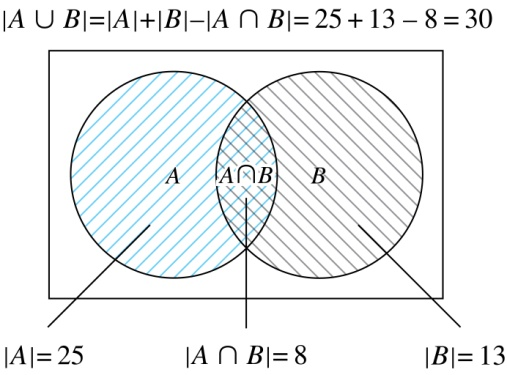 |A ∪ B|=|A|+|B|–|A ∩ B|= 25 + 13 – 8 = 30
A
A∩B
B
|A|= 25
|A ∩ B|= 8
|B|= 13